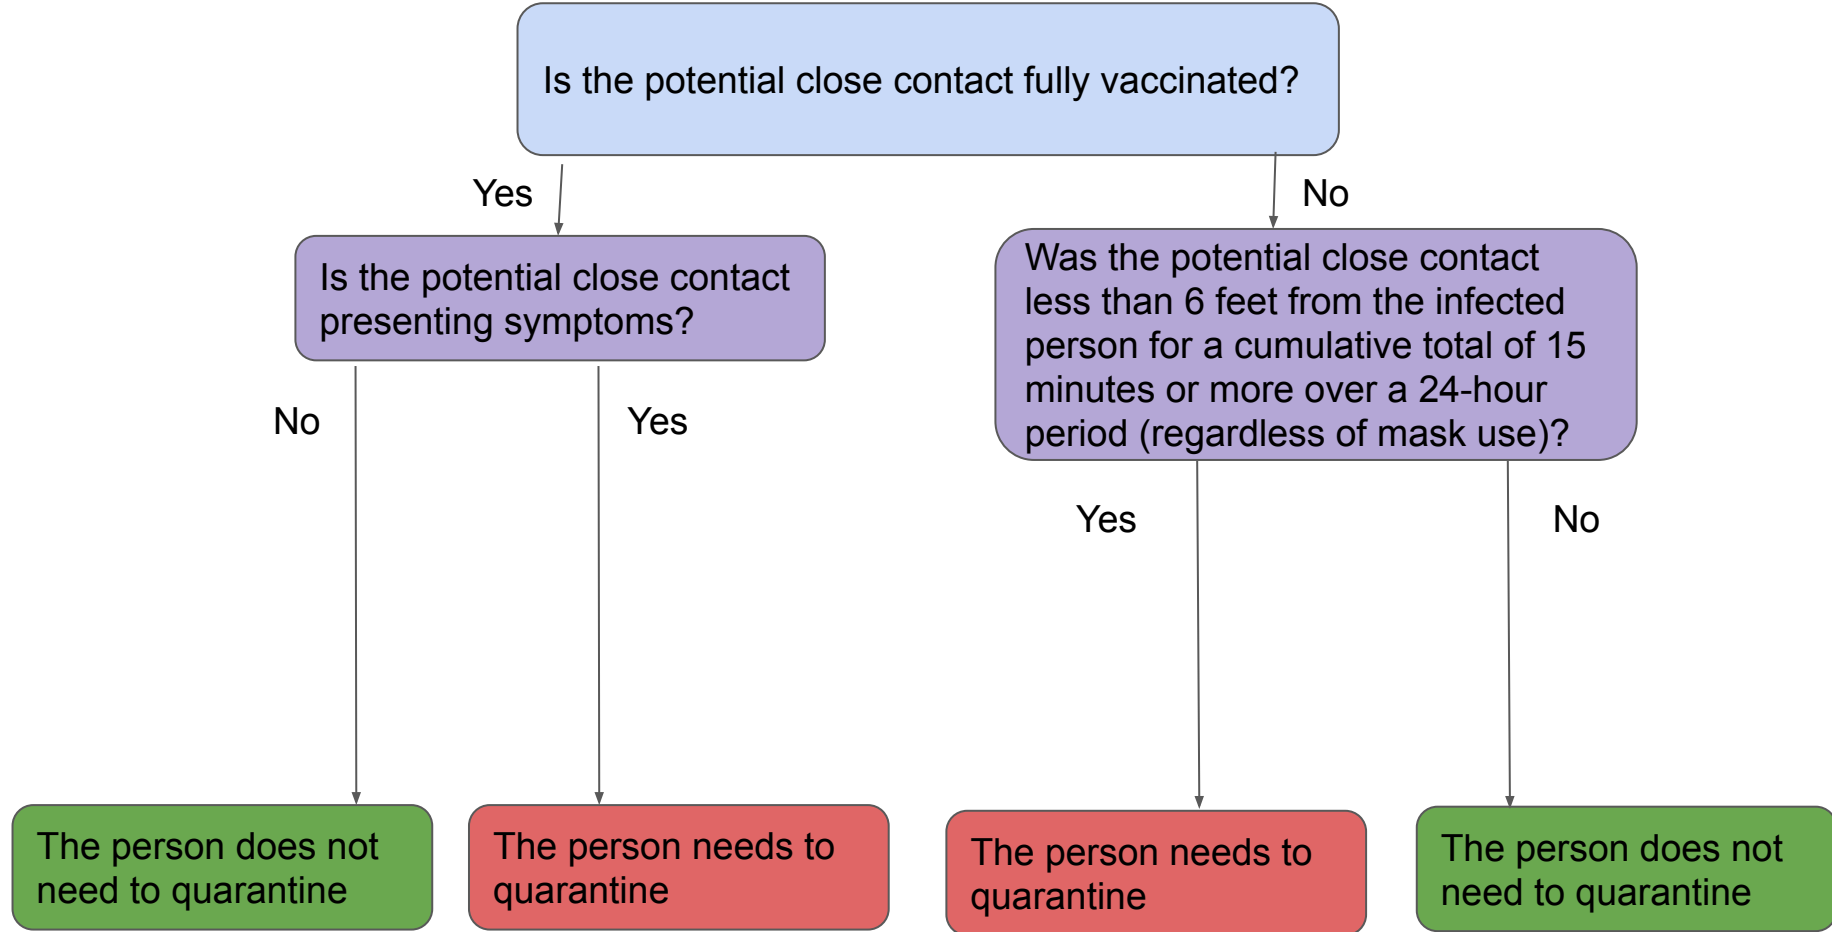 Is the potential close contact fully vaccinated?
Yes
No
Is the potential close contact
presenting symptoms?
Was the potential close contact
less than 6 feet from the infected
person for a cumulative total of 15
minutes or more over a 24-hour
period (regardless of mask use)?
No
Yes
Yes
No
The person does not
need to quarantine
The person needs to
quarantine
The person needs to
quarantine
The person does not
need to quarantine